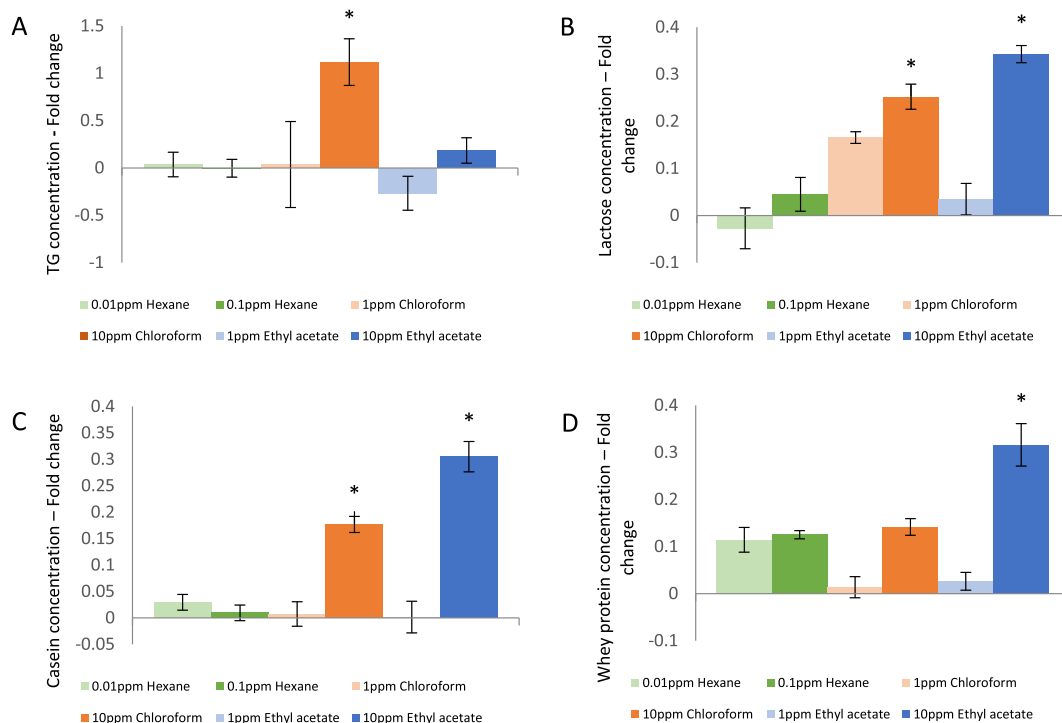 A
TG concentration - Fold change
1.5
1
0.5
0
-0.5
-1
*
0.01ppm Hexane 0.1ppm Hexane 1ppm Chloroform
10ppm Chloroform 1ppm Ethyl acetate 10ppm Ethyl acetate
B
Lactose concentration – Fold
change
0.4
0.3
0.2
0.1
0
-0.1
*
*
0.01ppm Hexane 0.1ppm Hexane 1ppm Chloroform
10ppm Chloroform 1ppm Ethyl acetate 10ppm Ethyl acetate
C
Casein concentration – Fold change
0.4
0.35
0.3
0.25
0.2
0.15
0.1
0.05
0
-0.05
*
*
0.01ppm Hexane 0.1ppm Hexane 1ppm Chloroform
10ppm Chloroform 1ppm Ethyl acetate 10ppm Ethyl acetate
D
Whey protein concentration – Fold
change
0.4
0.3
0.2
0.1
0
-0.1
*
0.01ppm Hexane 0.1ppm Hexane 1ppm Chloroform
10ppm Chloroform 1ppm Ethyl acetate 10ppm Ethyl acetate